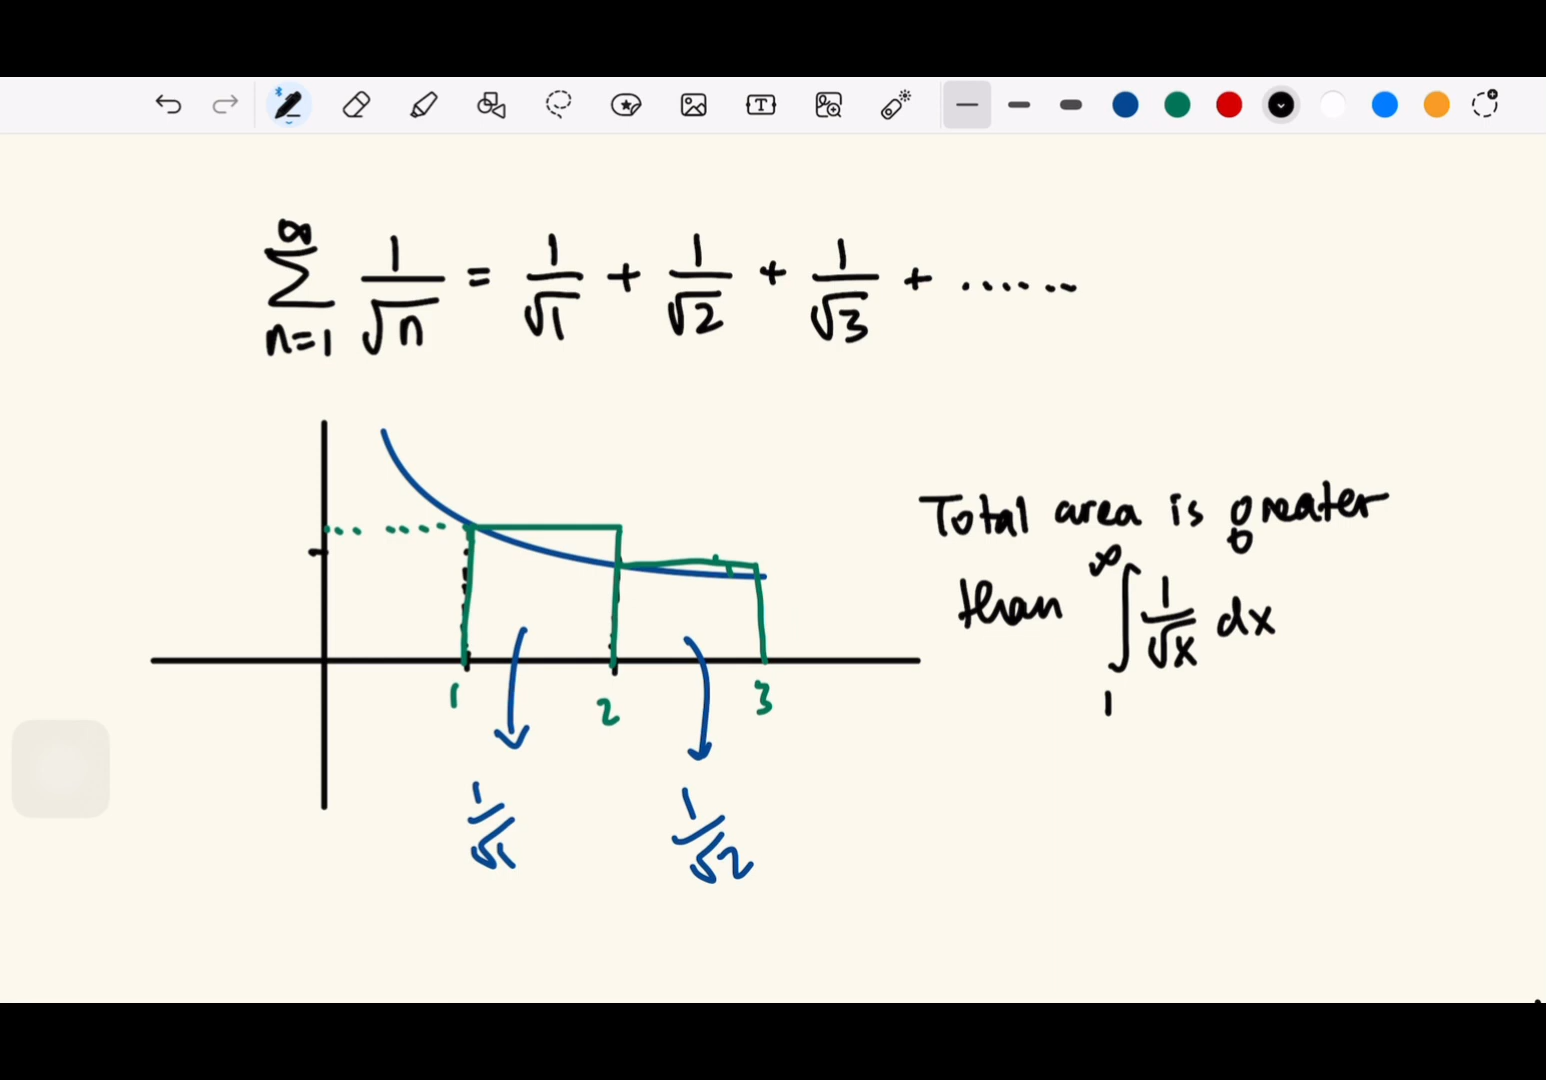 ∞
∑ 1/√n = 1/√1 + 1/√2 + 1/√3 + ......
n=1
Total area is greater
than ∫₁^∞ 1/√x dx
1 2 3
1/√1 1/√2